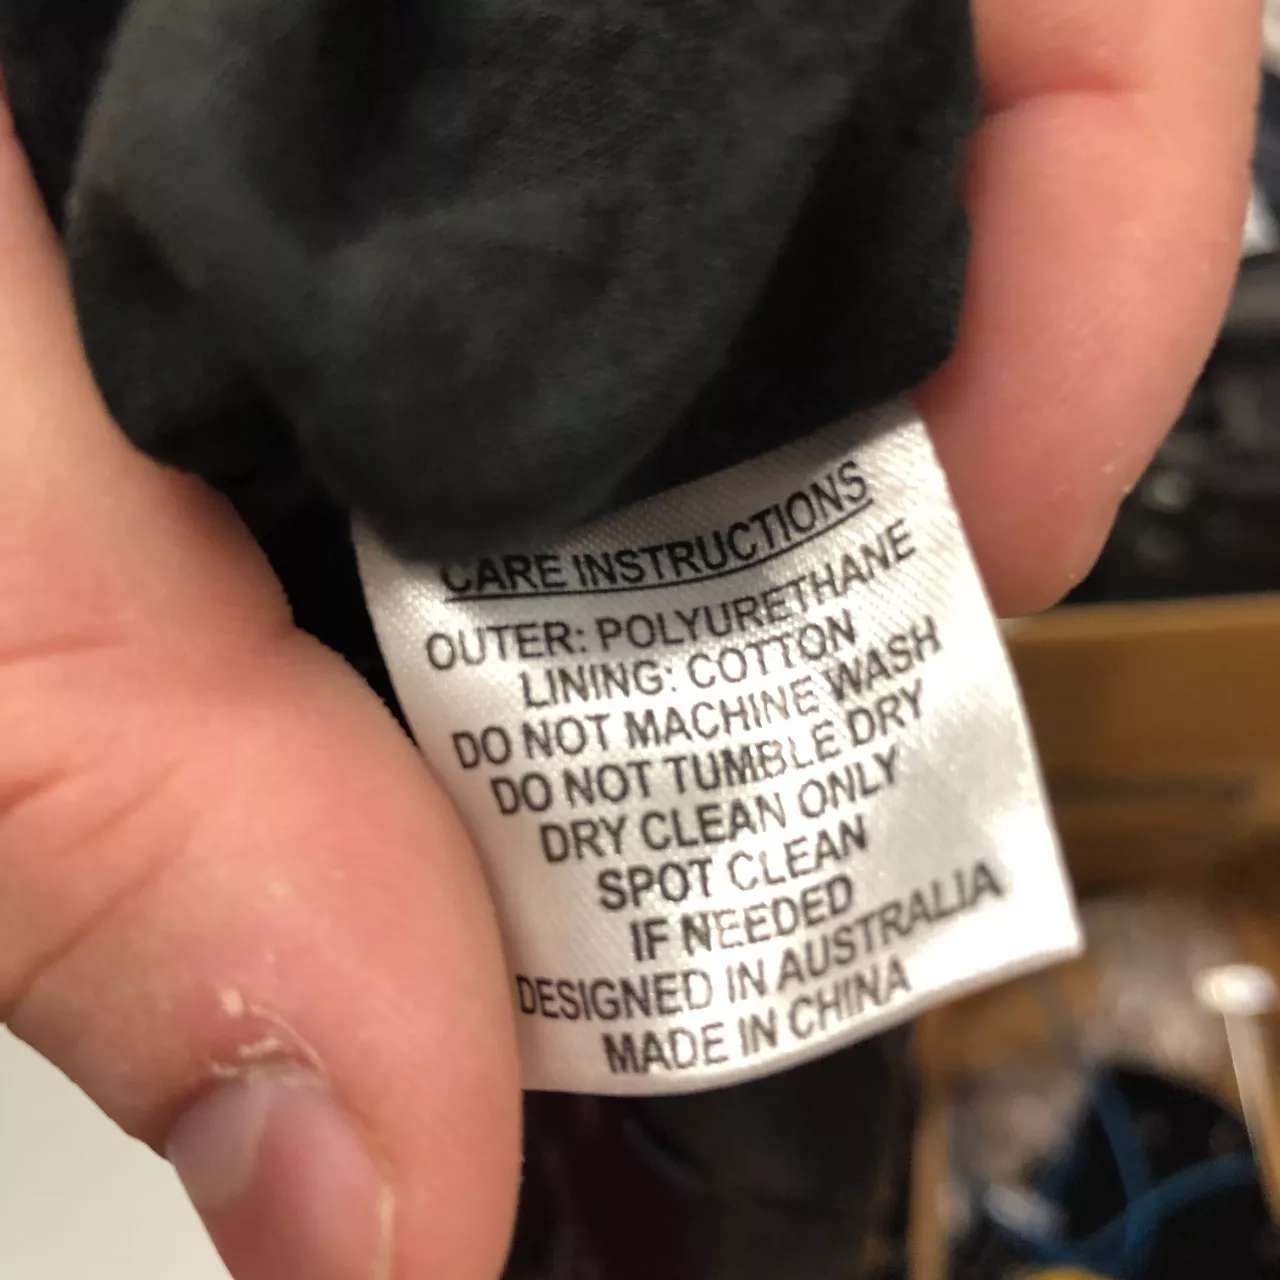 CARE INSTRUCTIONS
OUTER: POLYURETHANE
LINING: COTTON
DO NOT MACHINE WASH
DO NOT TUMBLE DRY
DRY CLEAN ONLY
SPOT CLEAN
IF NEEDED
DESIGNED IN AUSTRALIA
MADE IN CHINA